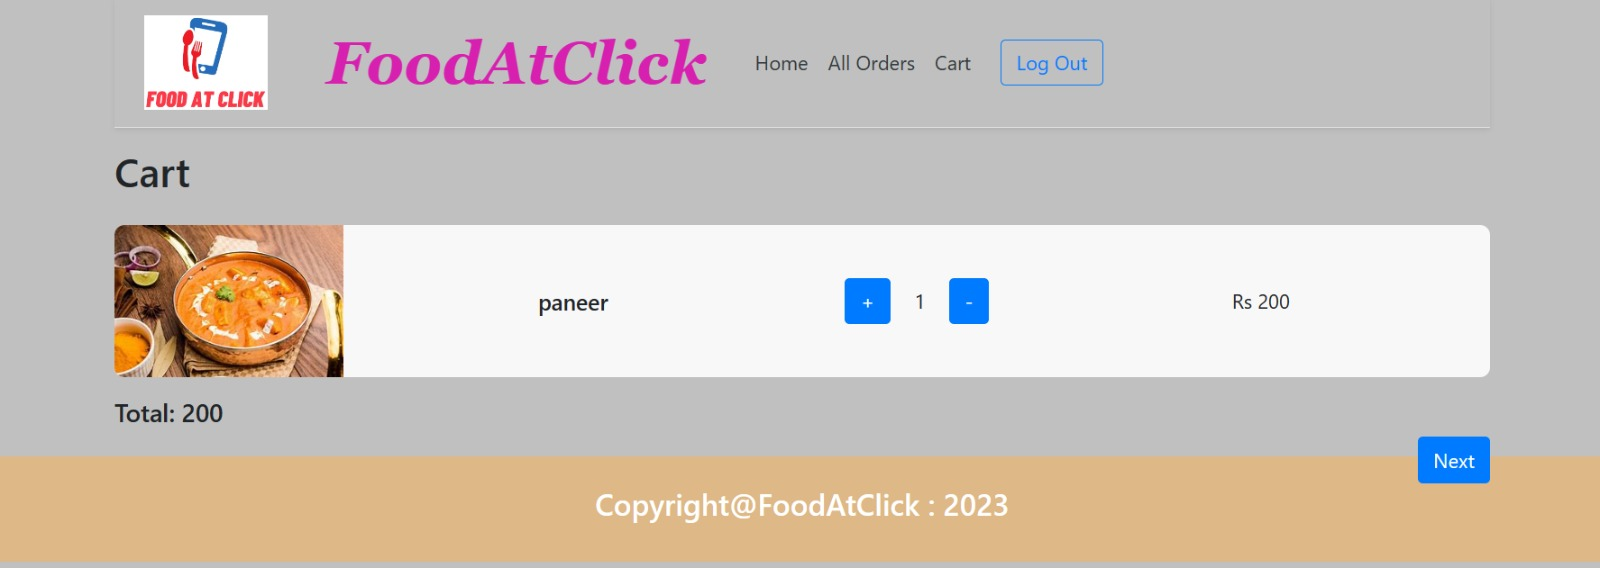 FOOD AT CLICK
FoodAtClick
Home All Orders Cart Log Out
Cart
paneer + 1 - Rs 200
Total: 200
Next
Copyright@FoodAtClick : 2023